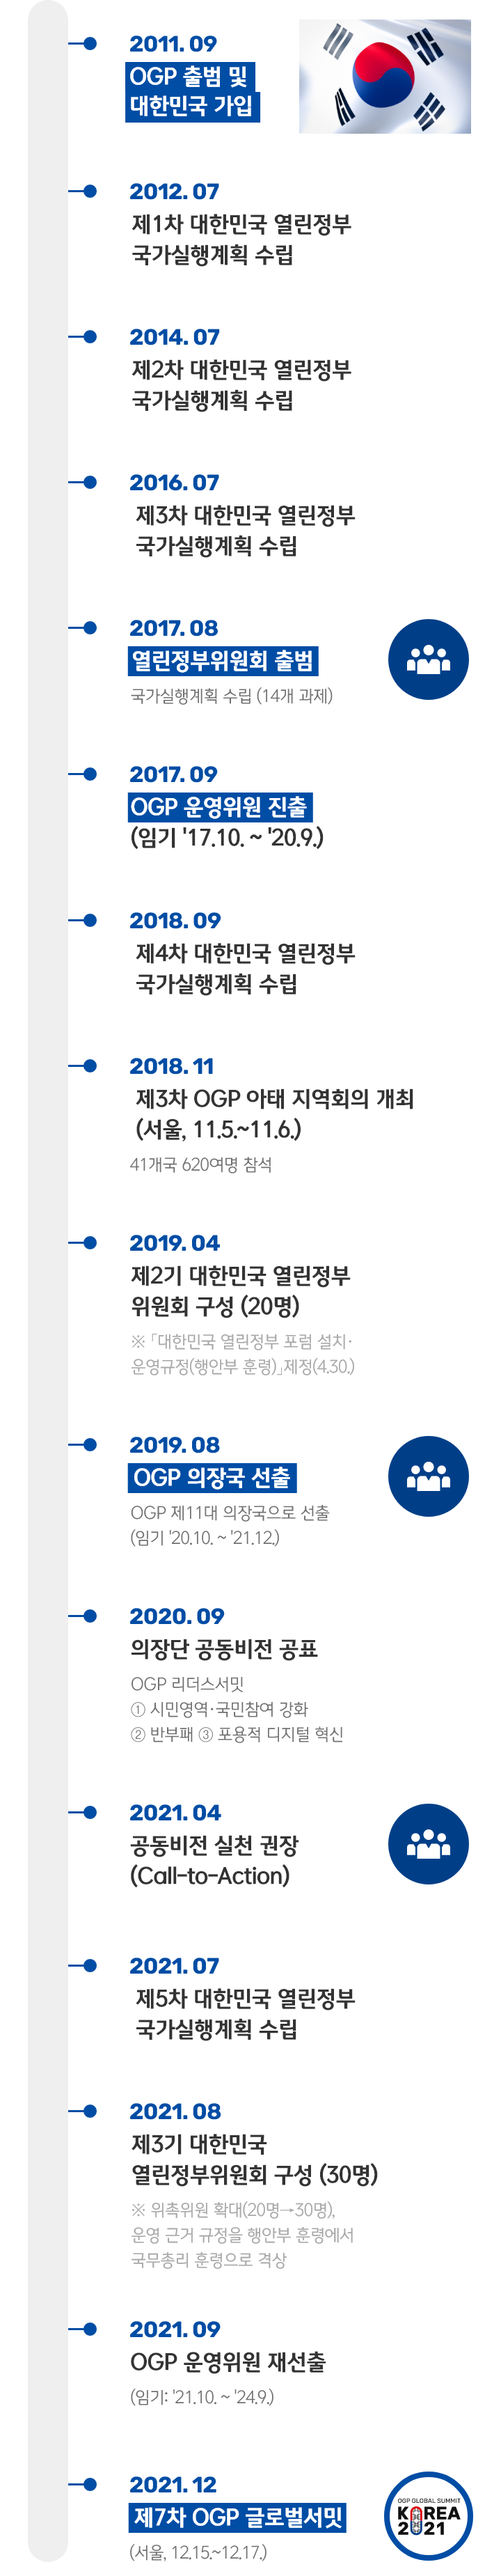 2011. 09
OGP 출범 및
대한민국 가입
2012. 07
제1차 대한민국 열린정부
국가실행계획 수립
2014. 07
제2차 대한민국 열린정부
국가실행계획 수립
2016. 07
제3차 대한민국 열린정부
국가실행계획 수립
2017. 08
열린정부위원회 출범
국가실행계획 수립 (14개 과제)
2017. 09
OGP 운영위원 진출
(임기 '17.10. ~ '20.9.)
2018. 09
제4차 대한민국 열린정부
국가실행계획 수립
2018. 11
제3차 OGP 아태 지역회의 개최
(서울, 11.5.~11.6.)
41개국 620여명 참석
2019. 04
제2기 대한민국 열린정부
위원회 구성 (20명)
※ 「대한민국 열린정부 포럼 설치·
운영규정(행안부 훈령)」제정(4.30.)
2019. 08
OGP 의장국 선출
OGP 제11대 의장국으로 선출
(임기 '20.10. ~ '21.12.)
2020. 09
의장단 공동비전 공표
OGP 리더스서밋
① 시민영역·국민참여 강화
② 반부패 ③ 포용적 디지털 혁신
2021. 04
공동비전 실천 권장
(Call-to-Action)
2021. 07
제5차 대한민국 열린정부
국가실행계획 수립
2021. 08
제3기 대한민국
열린정부위원회 구성 (30명)
※ 위촉위원 확대(20명→30명),
운영 근거 규정을 행안부 훈령에서
국무총리 훈령으로 격상
2021. 09
OGP 운영위원 재선출
(임기: '21.10. ~ '24.9.)
2021. 12
제7차 OGP 글로벌서밋
(서울, 12.15.~12.17.)
OGP GLOBAL SUMMIT
KOREA
2021